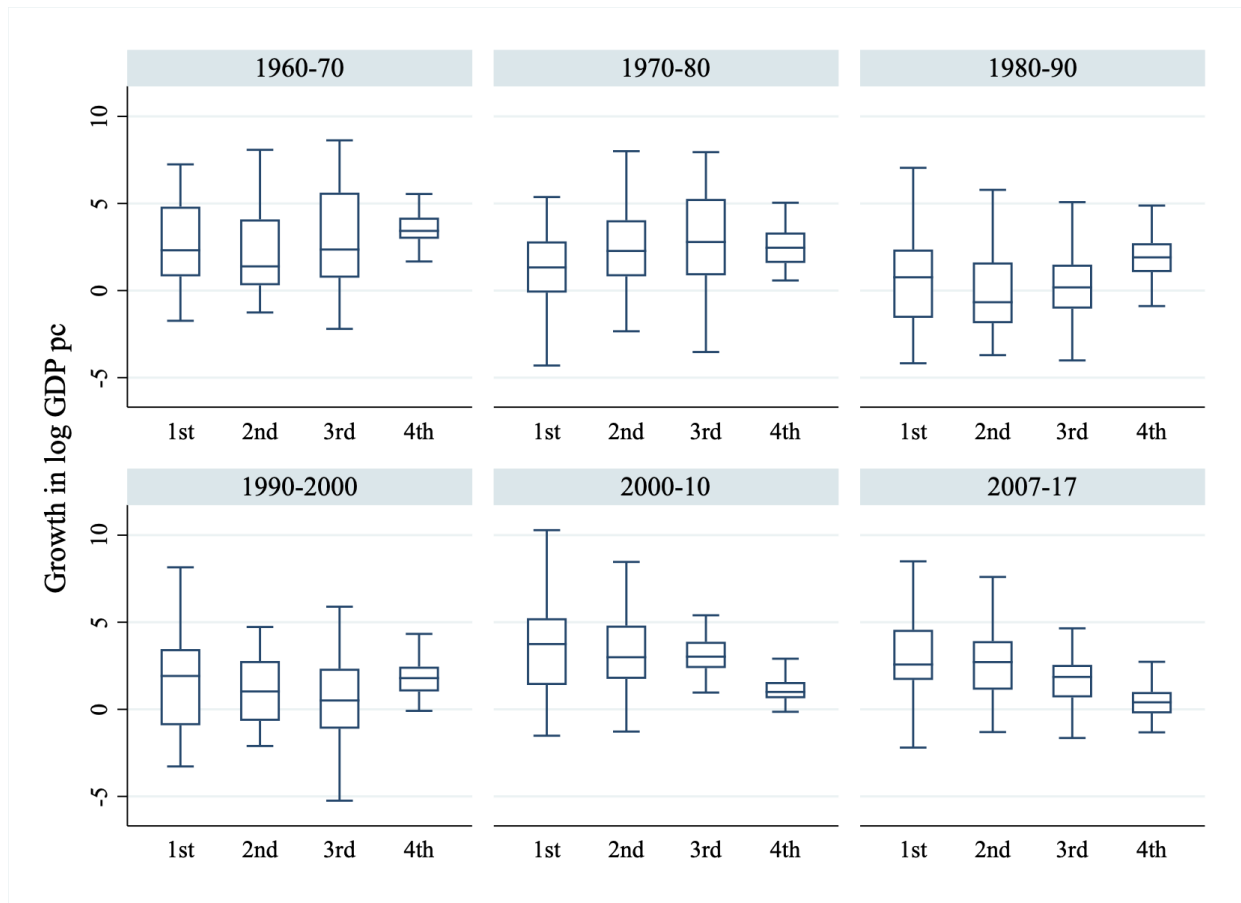 Growth in log GDP pc
1960-70
1970-80
1980-90
10
5
0
-5
1st 2nd 3rd 4th
1st 2nd 3rd 4th
1st 2nd 3rd 4th
1990-2000
2000-10
2007-17
10
5
0
-5
1st 2nd 3rd 4th
1st 2nd 3rd 4th
1st 2nd 3rd 4th